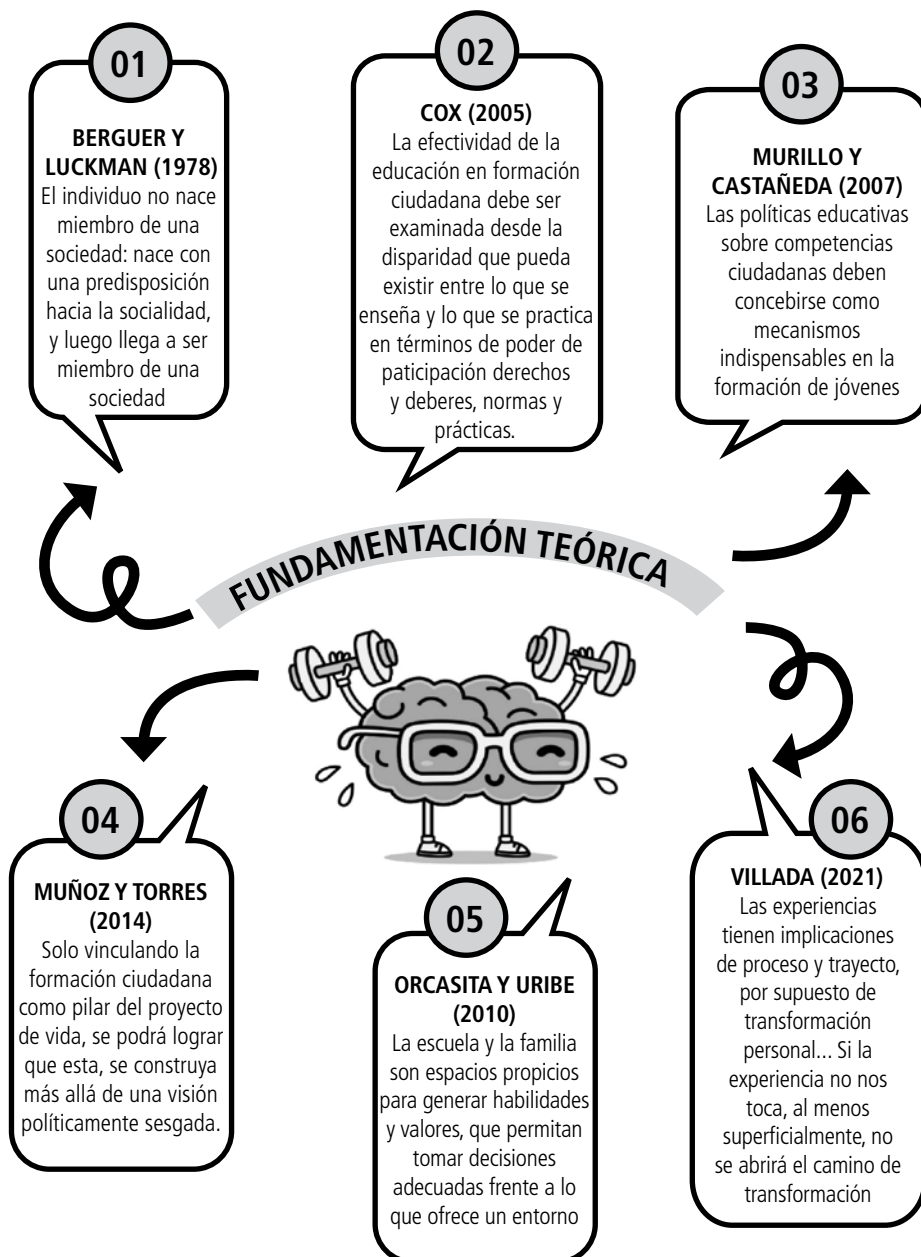 01
BERGUER Y
LUCKMAN (1978)
El individuo no nace
miembro de una
sociedad: nace con
una predisposición
hacia la socialidad,
y luego llega a ser
miembro de una
sociedad
02
COX (2005)
La efectividad de la
educación en formación
ciudadana debe ser
examinada desde la
disparidad que pueda
existir entre lo que se
enseña y lo que se practica
en términos de poder de
paticipación derechos
y deberes, normas y
prácticas.
03
MURILLO Y
CASTAÑEDA (2007)
Las políticas educativas
sobre competencias
ciudadanas deben
concebirse como
mecanismos
indispensables en la
formación de jóvenes
FUNDAMENTACIÓN TEÓRICA
04
MUÑOZ Y TORRES
(2014)
Solo vinculando la
formación ciudadana
como pilar del proyecto
de vida, se podrá lograr
que esta, se construya
más allá de una visión
políticamente sesgada.
05
ORCASITA Y URIBE
(2010)
La escuela y la familia
son espacios propicios
para generar habilidades
y valores, que permitan
tomar decisiones
adecuadas frente a lo
que ofrece un entorno
06
VILLADA (2021)
Las experiencias
tienen implicaciones
de proceso y trayecto,
por supuesto de
transformación
personal... Si la
experiencia no nos
toca, al menos
superficialmente, no
se abrirá el camino de
transformación